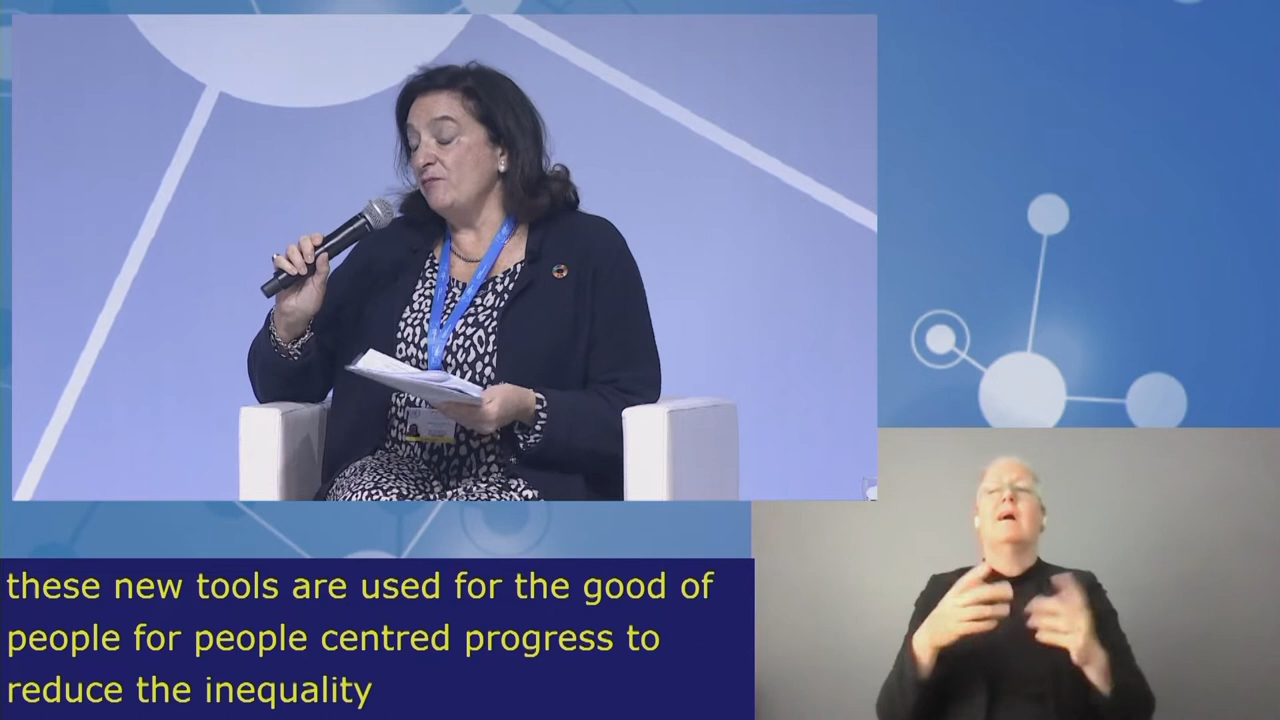 these new tools are used for the good of
people for people centred progress to
reduce the inequality